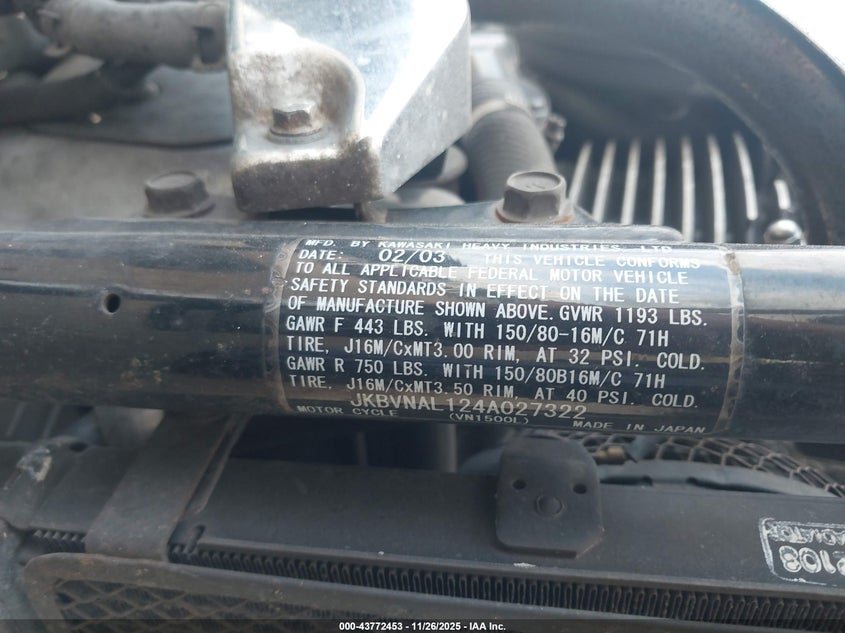 MFD. BY KAWASAKI HEAVY INDUSTRIES, LTD.
DATE: 02/03 THIS VEHICLE CONFORMS
TO ALL APPLICABLE FEDERAL MOTOR VEHICLE
SAFETY STANDARDS IN EFFECT ON THE DATE
OF MANUFACTURE SHOWN ABOVE. GVWR 1193 LBS.
GAWR F 443 LBS. WITH 150/80-16M/C 71H
TIRE, J16M/CxMT3.00 RIM, AT 32 PSI. COLD.
GAWR R 750 LBS. WITH 150/80B16M/C 71H
TIRE, J16M/CxMT3.50 RIM, AT 40 PSI. COLD.
JKBVNAL124A027322
MOTOR CYCLE (VN1500L) MADE IN JAPAN
RADIATOR
108
000-43772453 - 11/26/2025 - IAA Inc.